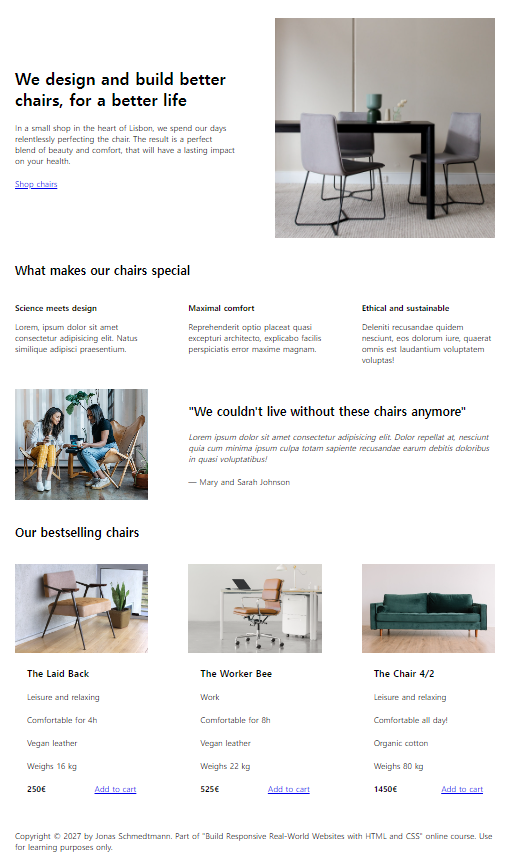 We design and build better
chairs, for a better life
In a small shop in the heart of Lisbon, we spend our days
relentlessly perfecting the chair. The result is a perfect
blend of beauty and comfort, that will have a lasting impact
on your health.
Shop chairs
What makes our chairs special
Science meets design
Lorem, ipsum dolor sit amet
consectetur adipisicing elit. Natus
similique adipisci praesentium.
Maximal comfort
Reprehenderit optio placeat quasi
excepturi architecto, explicabo facilis
perspiciatis error maxime magnam.
Ethical and sustainable
Deleniti recusandae quidem
nesciunt, eos dolorum iure, quaerat
omnis est laudantium voluptatem
voluptas!
"We couldn't live without these chairs anymore"
Lorem ipsum dolor sit amet consectetur adipisicing elit. Dolor repellat at, nesciunt
quia cum minima ipsum culpa totam sapiente recusandae earum debitis doloribus
in quasi voluptatibus!
— Mary and Sarah Johnson
Our bestselling chairs
The Laid Back
Leisure and relaxing
Comfortable for 4h
Vegan leather
Weighs 16 kg
250€ Add to cart
The Worker Bee
Work
Comfortable for 8h
Vegan leather
Weighs 22 kg
525€ Add to cart
The Chair 4/2
Leisure and relaxing
Comfortable all day!
Organic cotton
Weighs 80 kg
1450€ Add to cart
Copyright © 2027 by Jonas Schmedtmann. Part of "Build Responsive Real-World Websites with HTML and CSS" online course. Use
for learning purposes only.